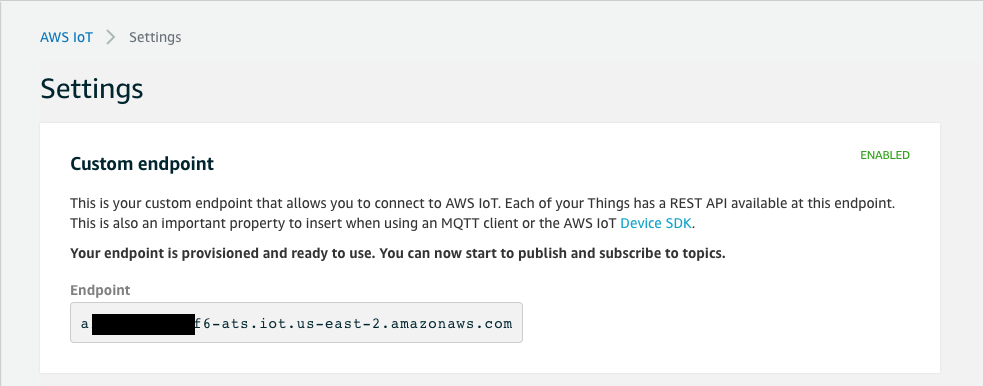 AWS IoT > Settings
Settings
Custom endpoint
ENABLED
This is your custom endpoint that allows you to connect to AWS IoT. Each of your Things has a REST API available at this endpoint.
This is also an important property to insert when using an MQTT client or the AWS IoT Device SDK.
Your endpoint is provisioned and ready to use. You can now start to publish and subscribe to topics.
Endpoint
a f6-ats.iot.us-east-2.amazonaws.com